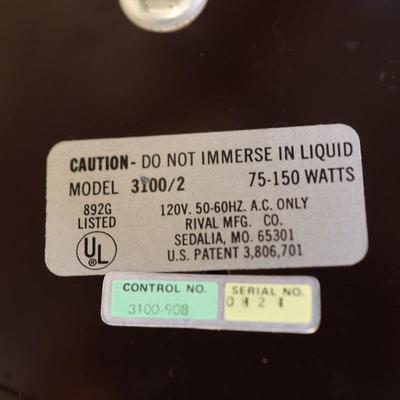 CAUTION- DO NOT IMMERSE IN LIQUID
MODEL 3100/2 75-150 WATTS
892G 120V. 50-60HZ. A.C. ONLY
LISTED RIVAL MFG. CO.
UL SEDALIA, MO. 65301
U.S. PATENT 3,806,701
CONTROL NO. SERIAL NO.
3100-908 0821